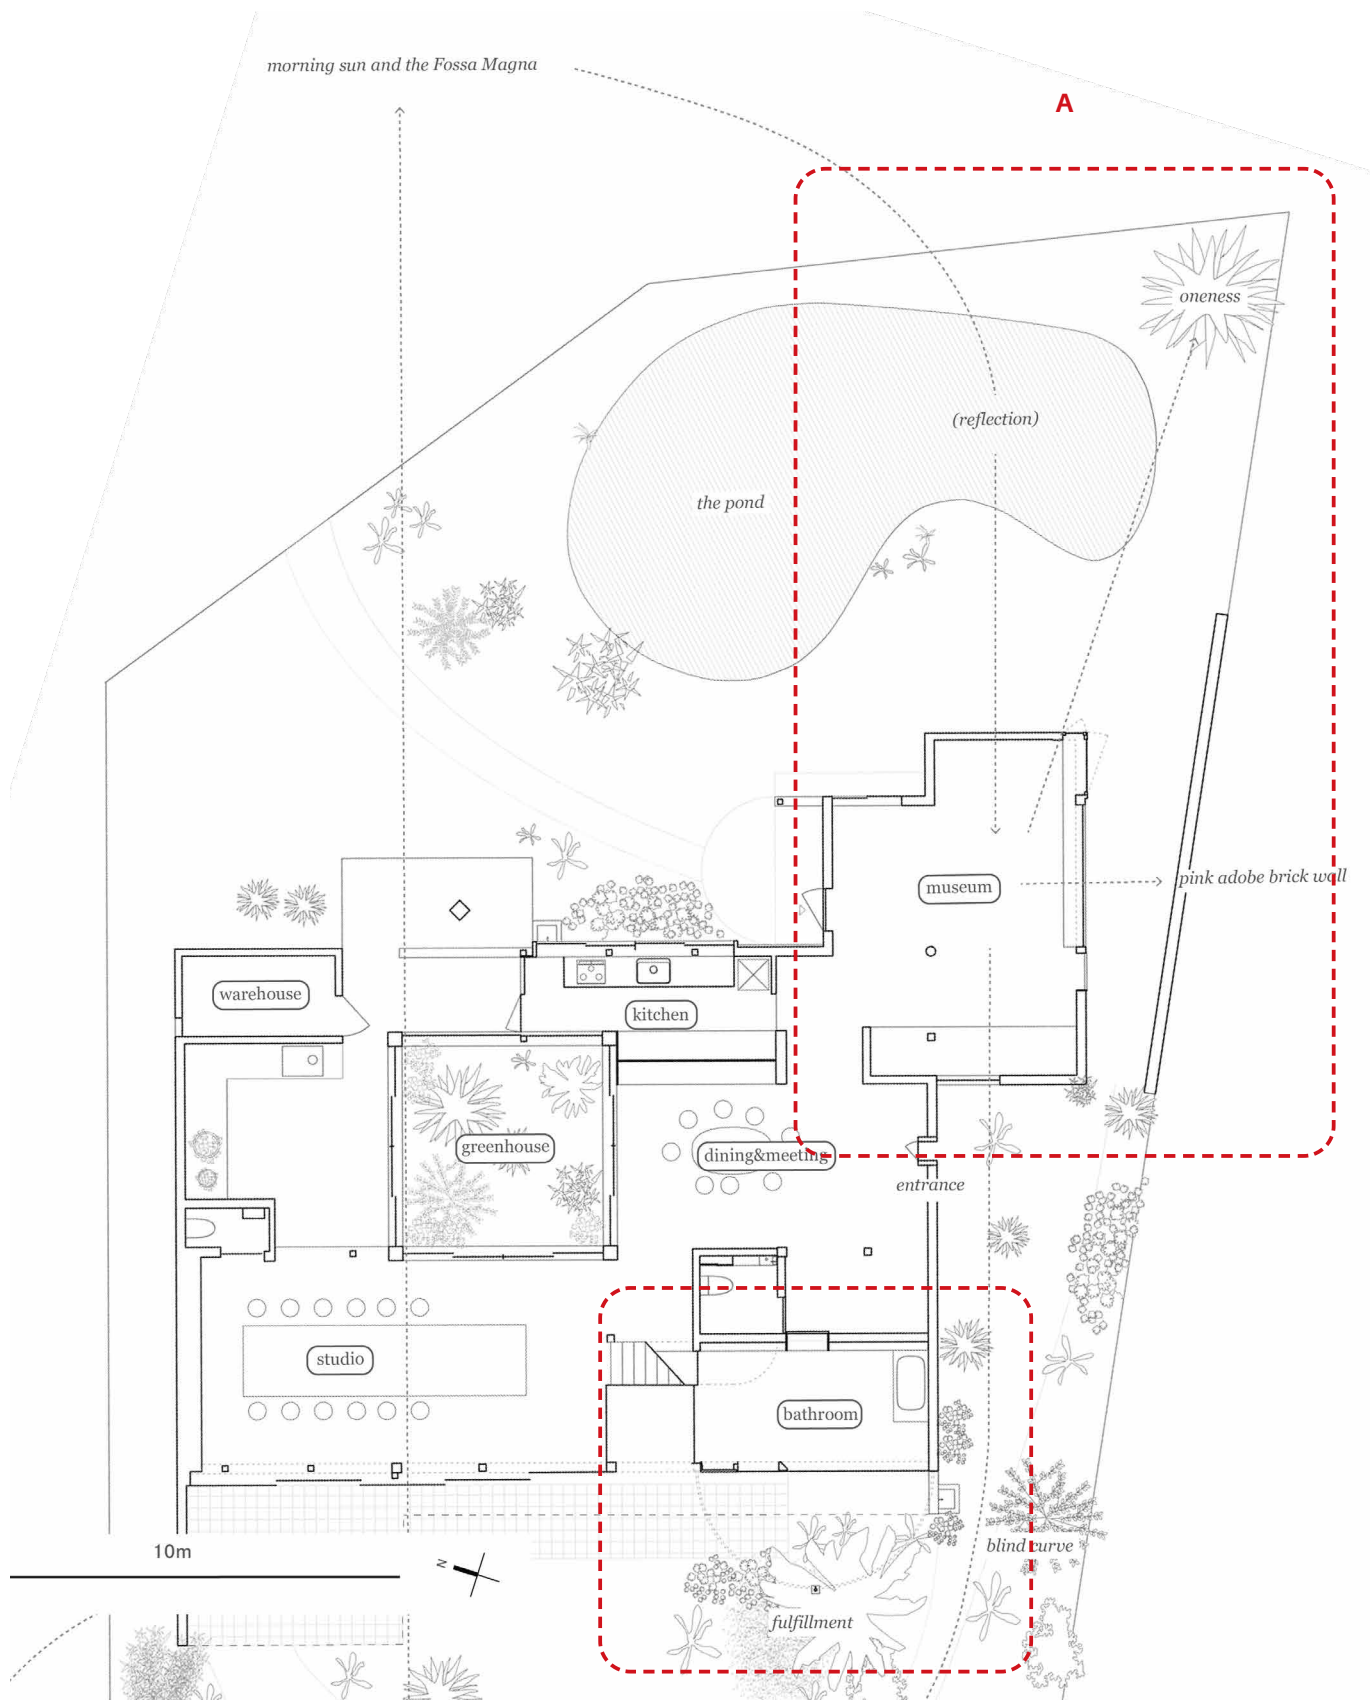 morning sun and the Fossa Magna
A
oneness
(reflection)
the pond
museum
pink adobe brick wall
warehouse
kitchen
greenhouse
dining&meeting
entrance
studio
bathroom
blind curve
10m
N
fulfillment